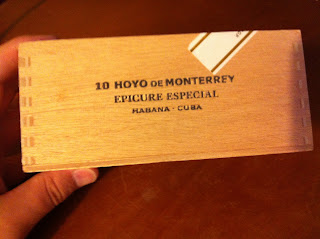 10 HOYO DE MONTERREY
EPICURE ESPECIAL
HABANA · CUBA